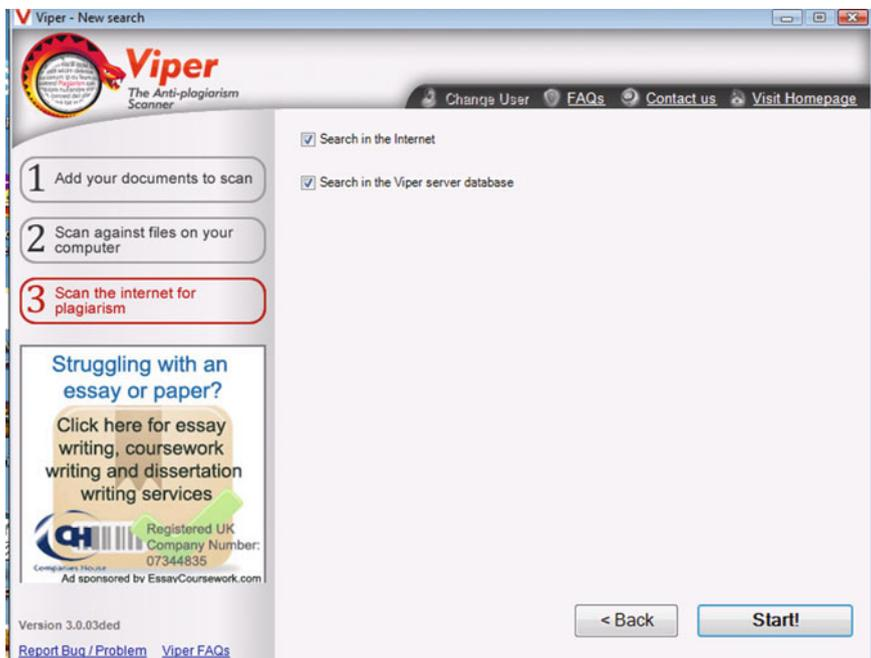 Viper - New search
Viper
The Anti-plagiarism
Scanner
Change User FAQs Contact us Visit Homepage
Search in the Internet
Search in the Viper server database
1 Add your documents to scan
2 Scan against files on your
computer
3 Scan the internet for
plagiarism
Struggling with an
essay or paper?
Click here for essay
writing, coursework
writing and dissertation
writing services
CH
Registered UK
Company Number:
07344835
Companies House
Ad sponsored by EssayCoursework.com
< Back Start!
Version 3.0.03ded
Report Bug / Problem Viper FAQs